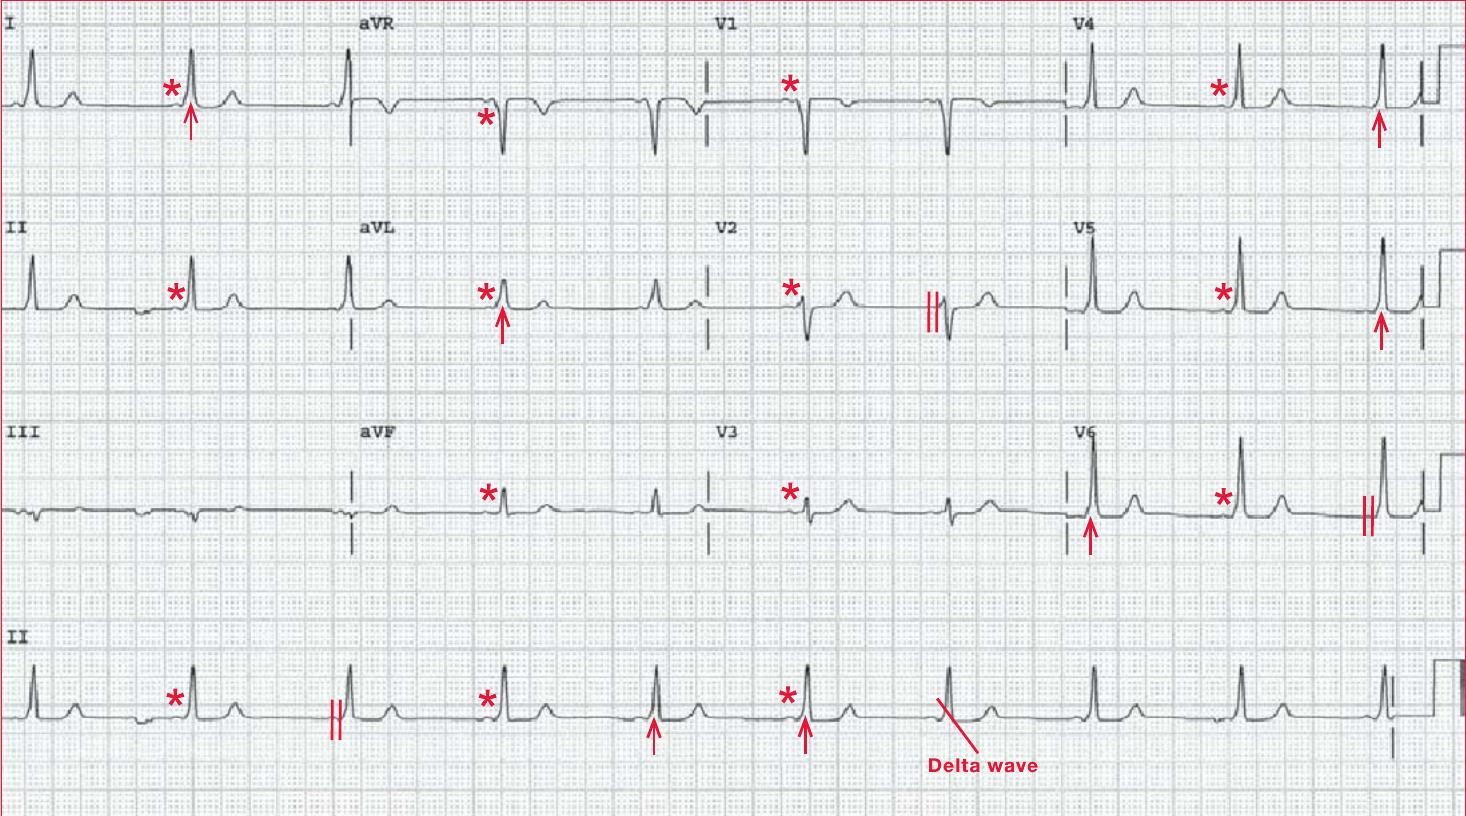 I aVR V1 V4
* * * *
II aVL V2 V5
* * * *
III aVF V3 V6
* * *
II
* * *
Delta wave